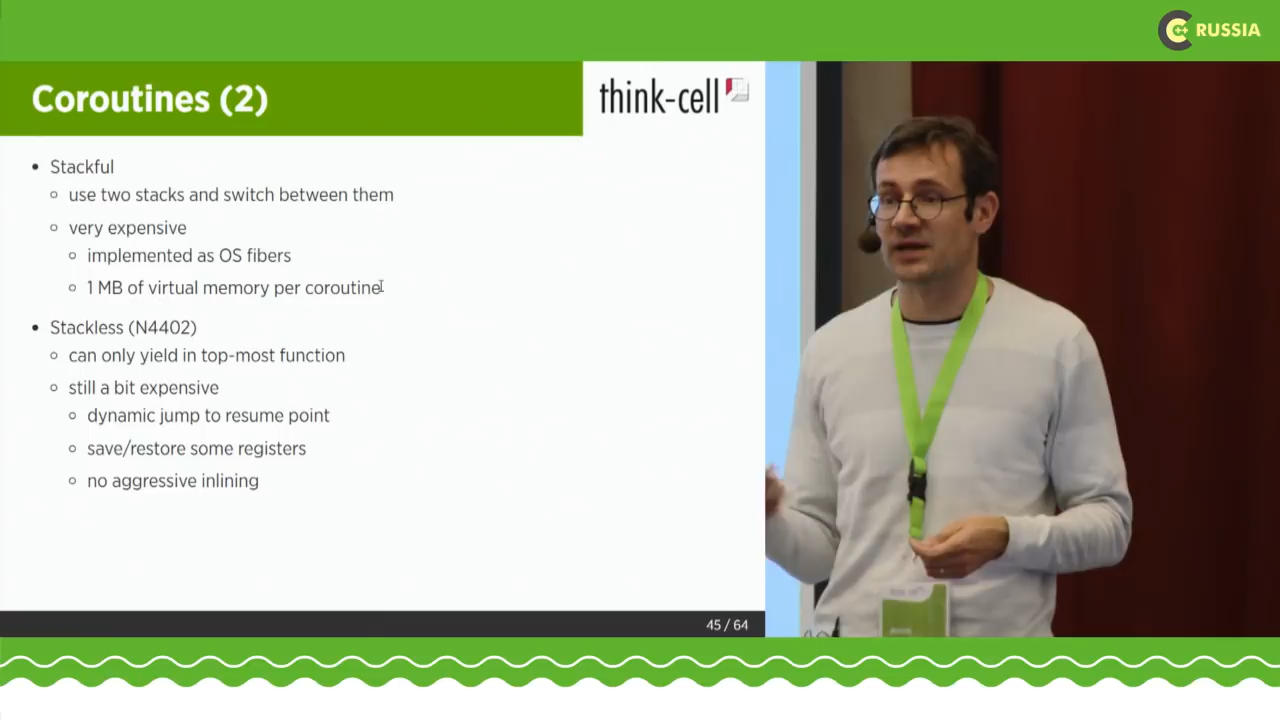 C++ RUSSIA
Coroutines (2)
think-cell
• Stackful
◦ use two stacks and switch between them
◦ very expensive
◦ implemented as OS fibers
◦ 1 MB of virtual memory per coroutine
• Stackless (N4402)
◦ can only yield in top-most function
◦ still a bit expensive
◦ dynamic jump to resume point
◦ save/restore some registers
◦ no aggressive inlining
45 / 64